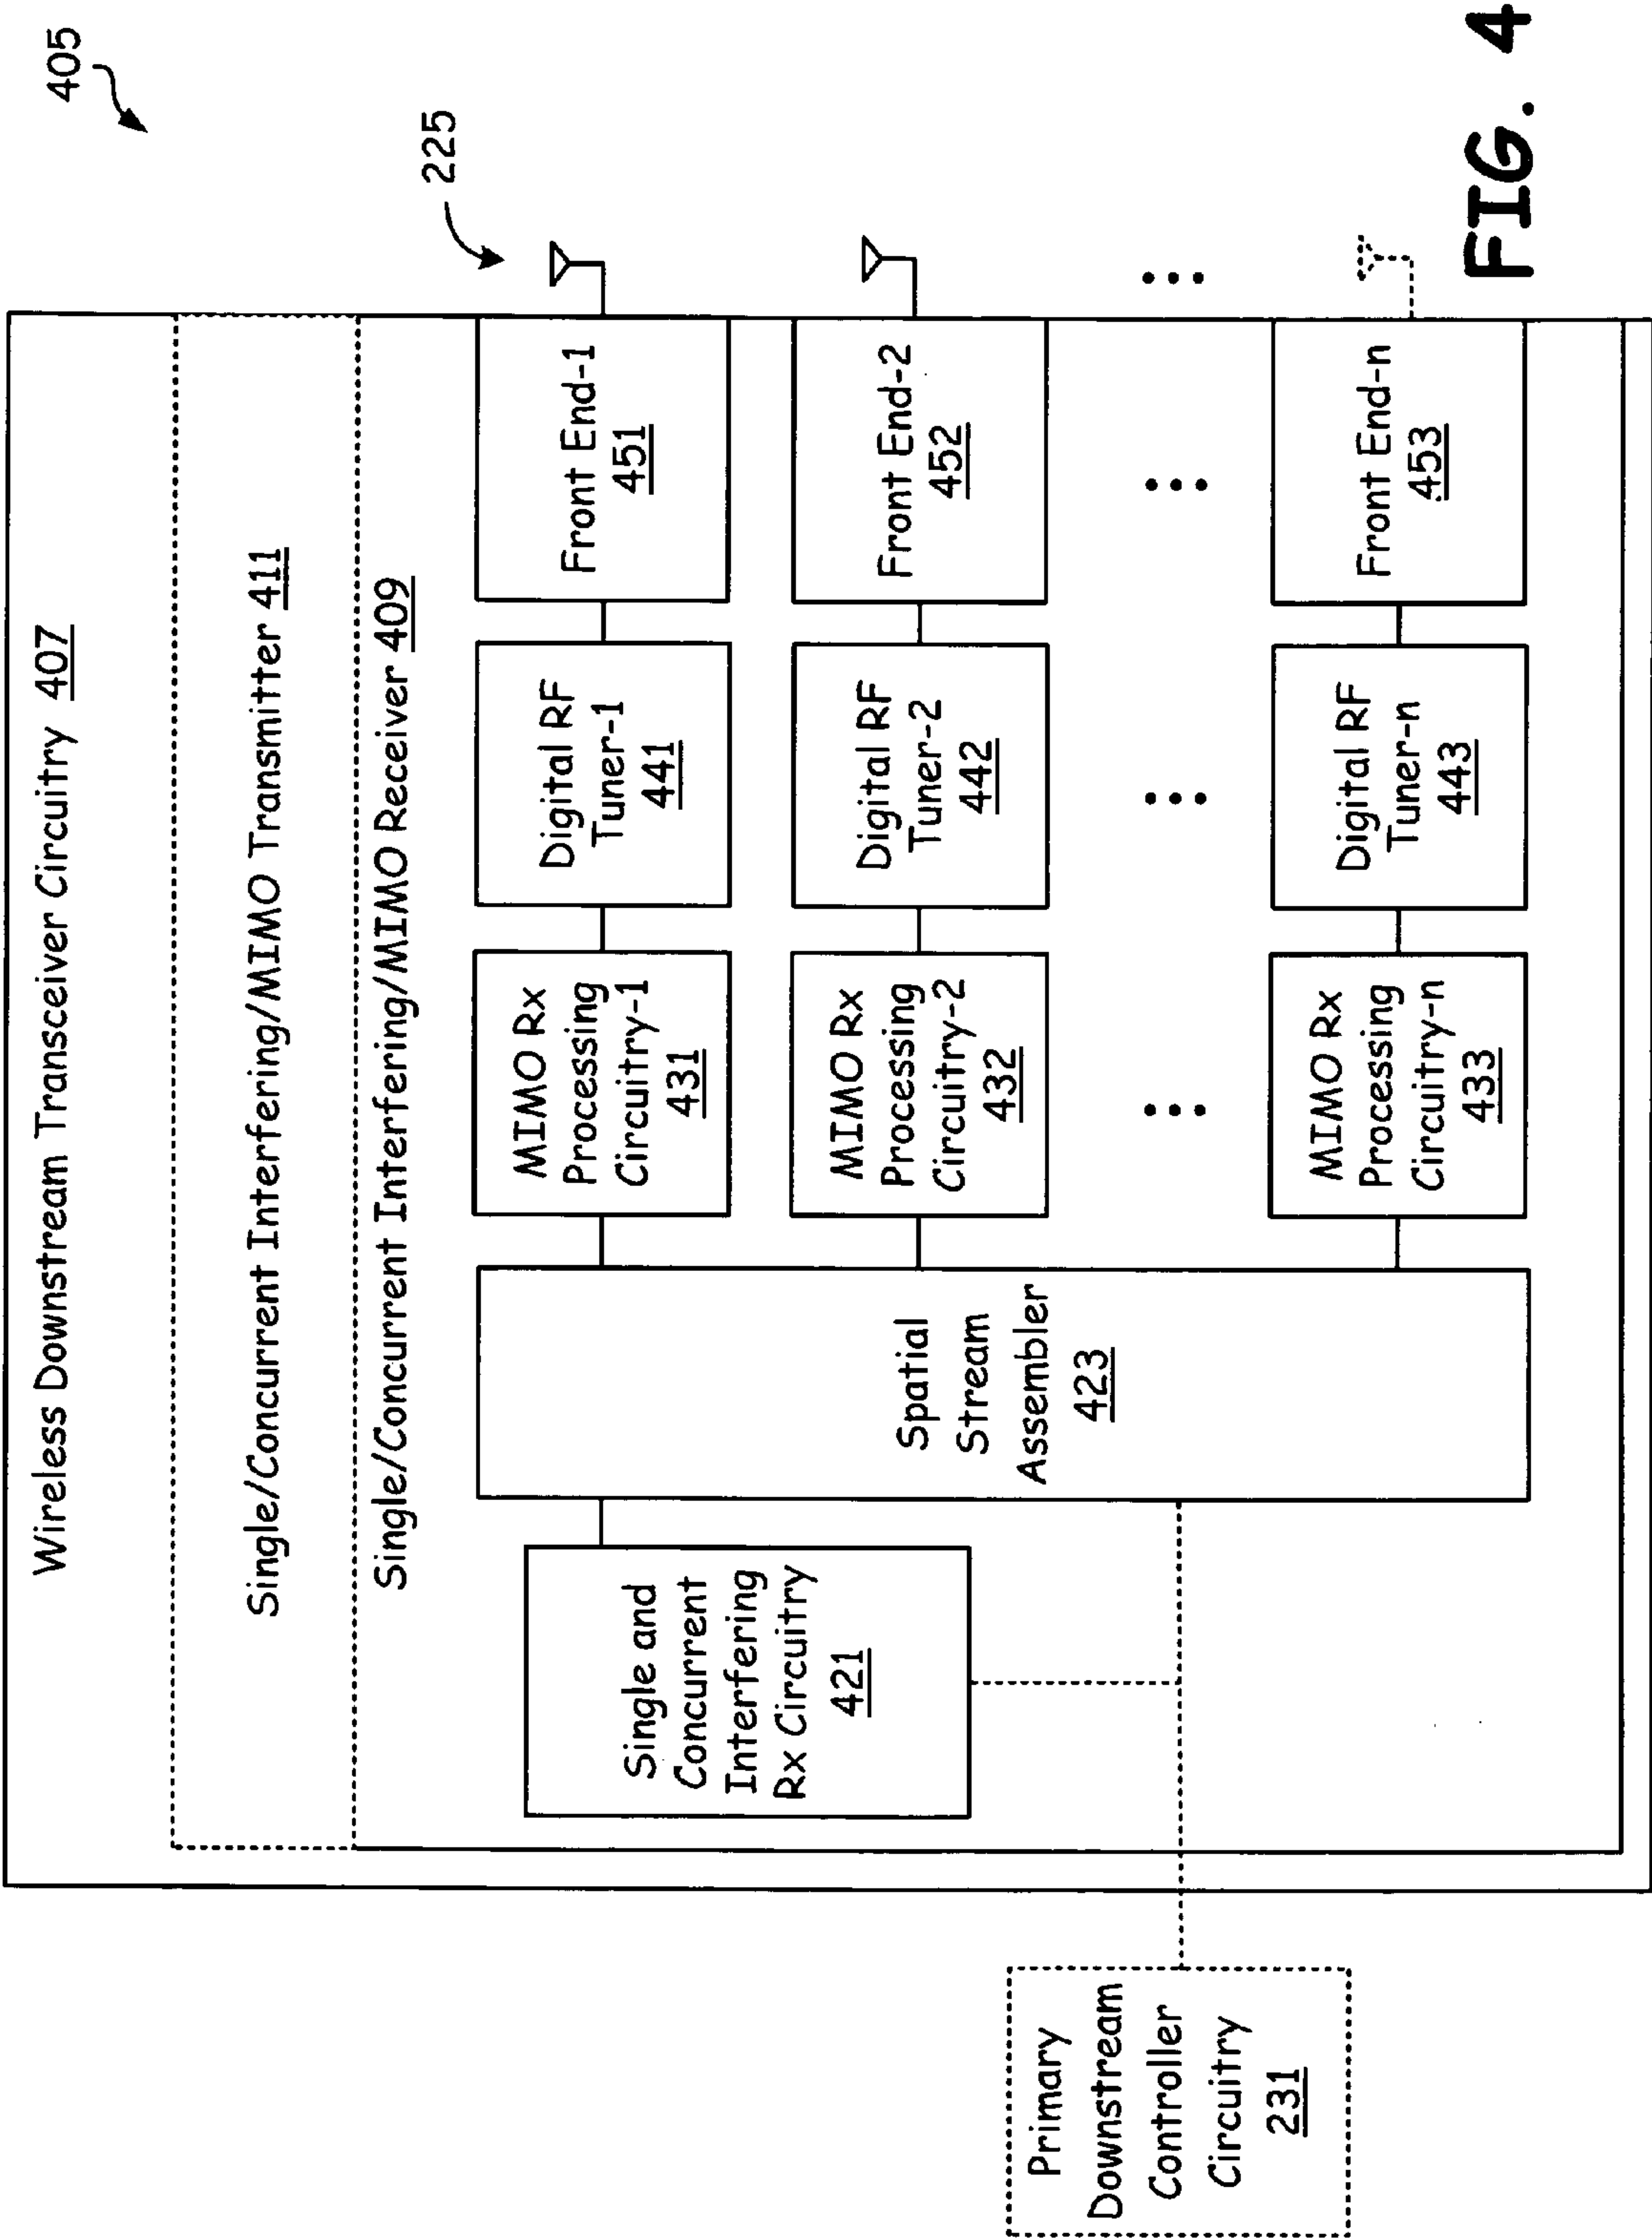 405
Wireless Downstream Transceiver Circuitry 407
Single/Concurrent Interfering/MIMO Transmitter 411
Single/Concurrent Interfering/MIMO Receiver 409
225
Single and
Concurrent
Interfering
Rx Circuitry
421
Spatial
Stream
Assembler
423
MIMO Rx
Processing
Circuitry-1
431
Digital RF
Tuner-1
441
Front End-1
451
MIMO Rx
Processing
Circuitry-2
432
Digital RF
Tuner-2
442
Front End-2
452
MIMO Rx
Processing
Circuitry-n
433
Digital RF
Tuner-n
443
Front End-n
453
Primary
Downstream
Controller
Circuitry
231
FIG. 4